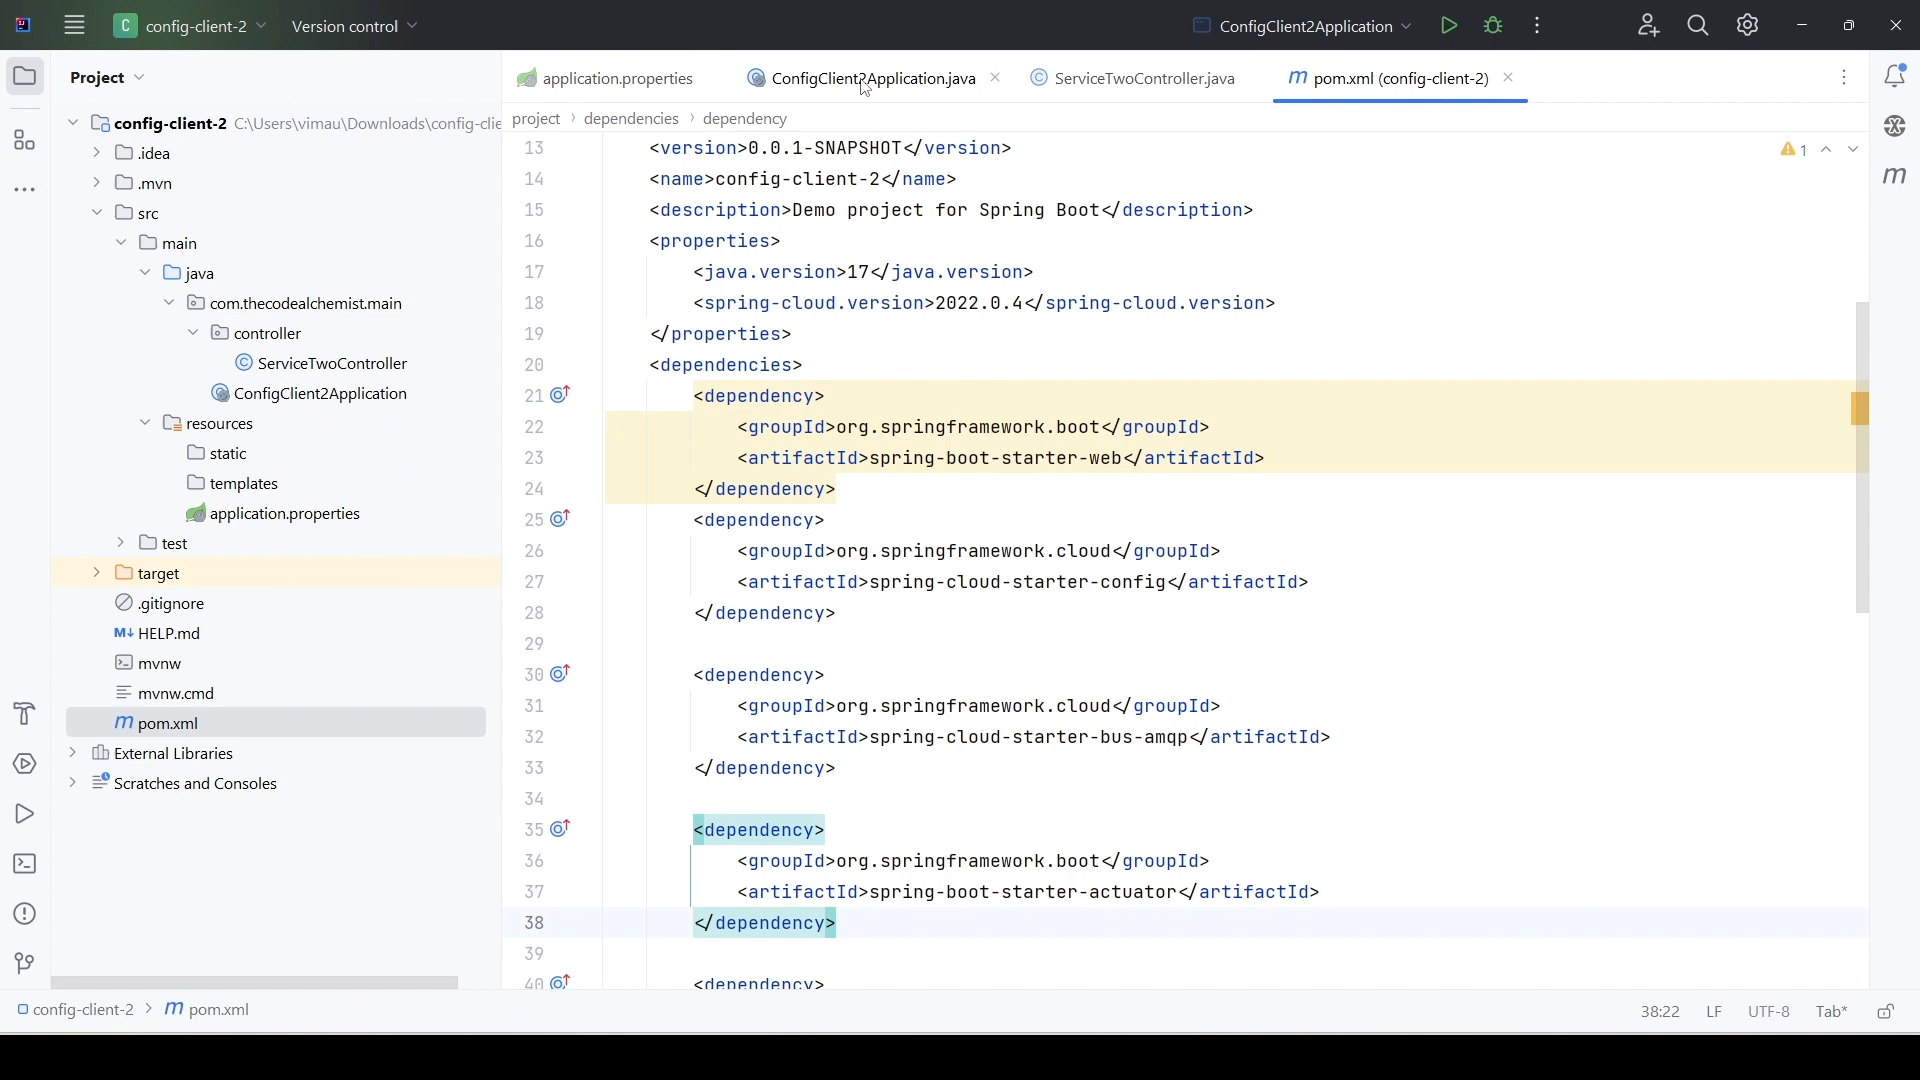 config-client-2
Version control
ConfigClient2Application
Project
application.properties
ConfigClient2Application.java
ServiceTwoController.java
pom.xml (config-client-2)
config-client-2 C:\Users\vimau\Downloads\config-clie
.idea
.mvn
src
main
java
com.thecodealchemist.main
controller
ServiceTwoController
ConfigClient2Application
resources
static
templates
application.properties
test
target
.gitignore
HELP.md
mvnw
mvnw.cmd
pom.xml
External Libraries
Scratches and Consoles
project > dependencies > dependency
1
13 <version>0.0.1-SNAPSHOT</version>
14 <name>config-client-2</name>
15 <description>Demo project for Spring Boot</description>
16 <properties>
17 <java.version>17</java.version>
18 <spring-cloud.version>2022.0.4</spring-cloud.version>
19 </properties>
20 <dependencies>
21 <dependency>
22 <groupId>org.springframework.boot</groupId>
23 <artifactId>spring-boot-starter-web</artifactId>
24 </dependency>
25 <dependency>
26 <groupId>org.springframework.cloud</groupId>
27 <artifactId>spring-cloud-starter-config</artifactId>
28 </dependency>
29
30 <dependency>
31 <groupId>org.springframework.cloud</groupId>
32 <artifactId>spring-cloud-starter-bus-amqp</artifactId>
33 </dependency>
34
35 <dependency>
36 <groupId>org.springframework.boot</groupId>
37 <artifactId>spring-boot-starter-actuator</artifactId>
38 </dependency>
39
40 <dependency>
config-client-2 > pom.xml
38:22 LF UTF-8 Tab*